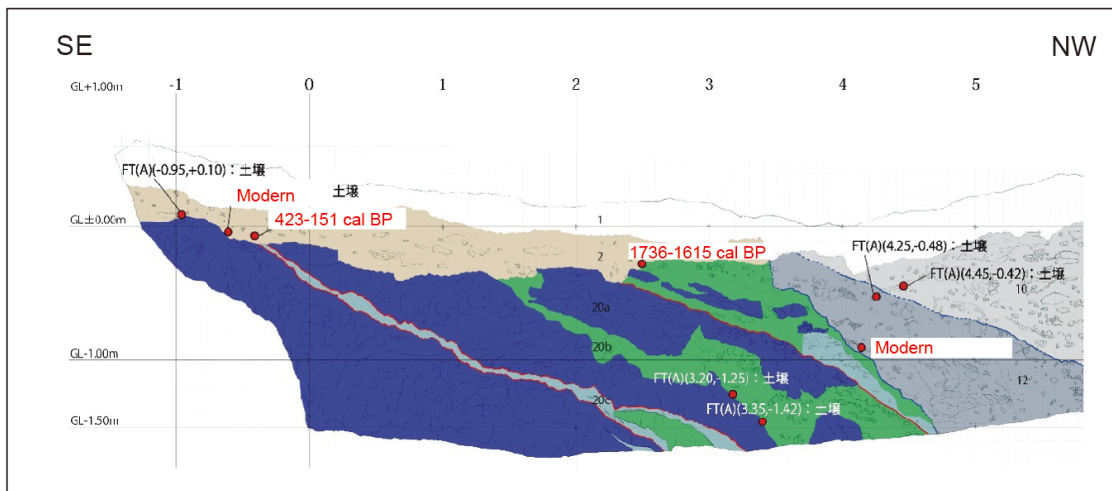 SE NW
GL+1.00m -1 0 1 2 3 4 5
FT(A)(-0.95,+0.10)：土壌
Modern
土壌
423-151 cal BP
GL±0.00m 1
1736-1615 cal BP
FT(A)(4.25,-0.48)：土壌
2
FT(A)(4.45,-0.42)：土壌
10
20a
20b
Modern
GL-1.00m
FT(A)(3.20,-1.25)：土壌
12
20c
FT(A)(3.35,-1.42)：土壌
GL-1.50m